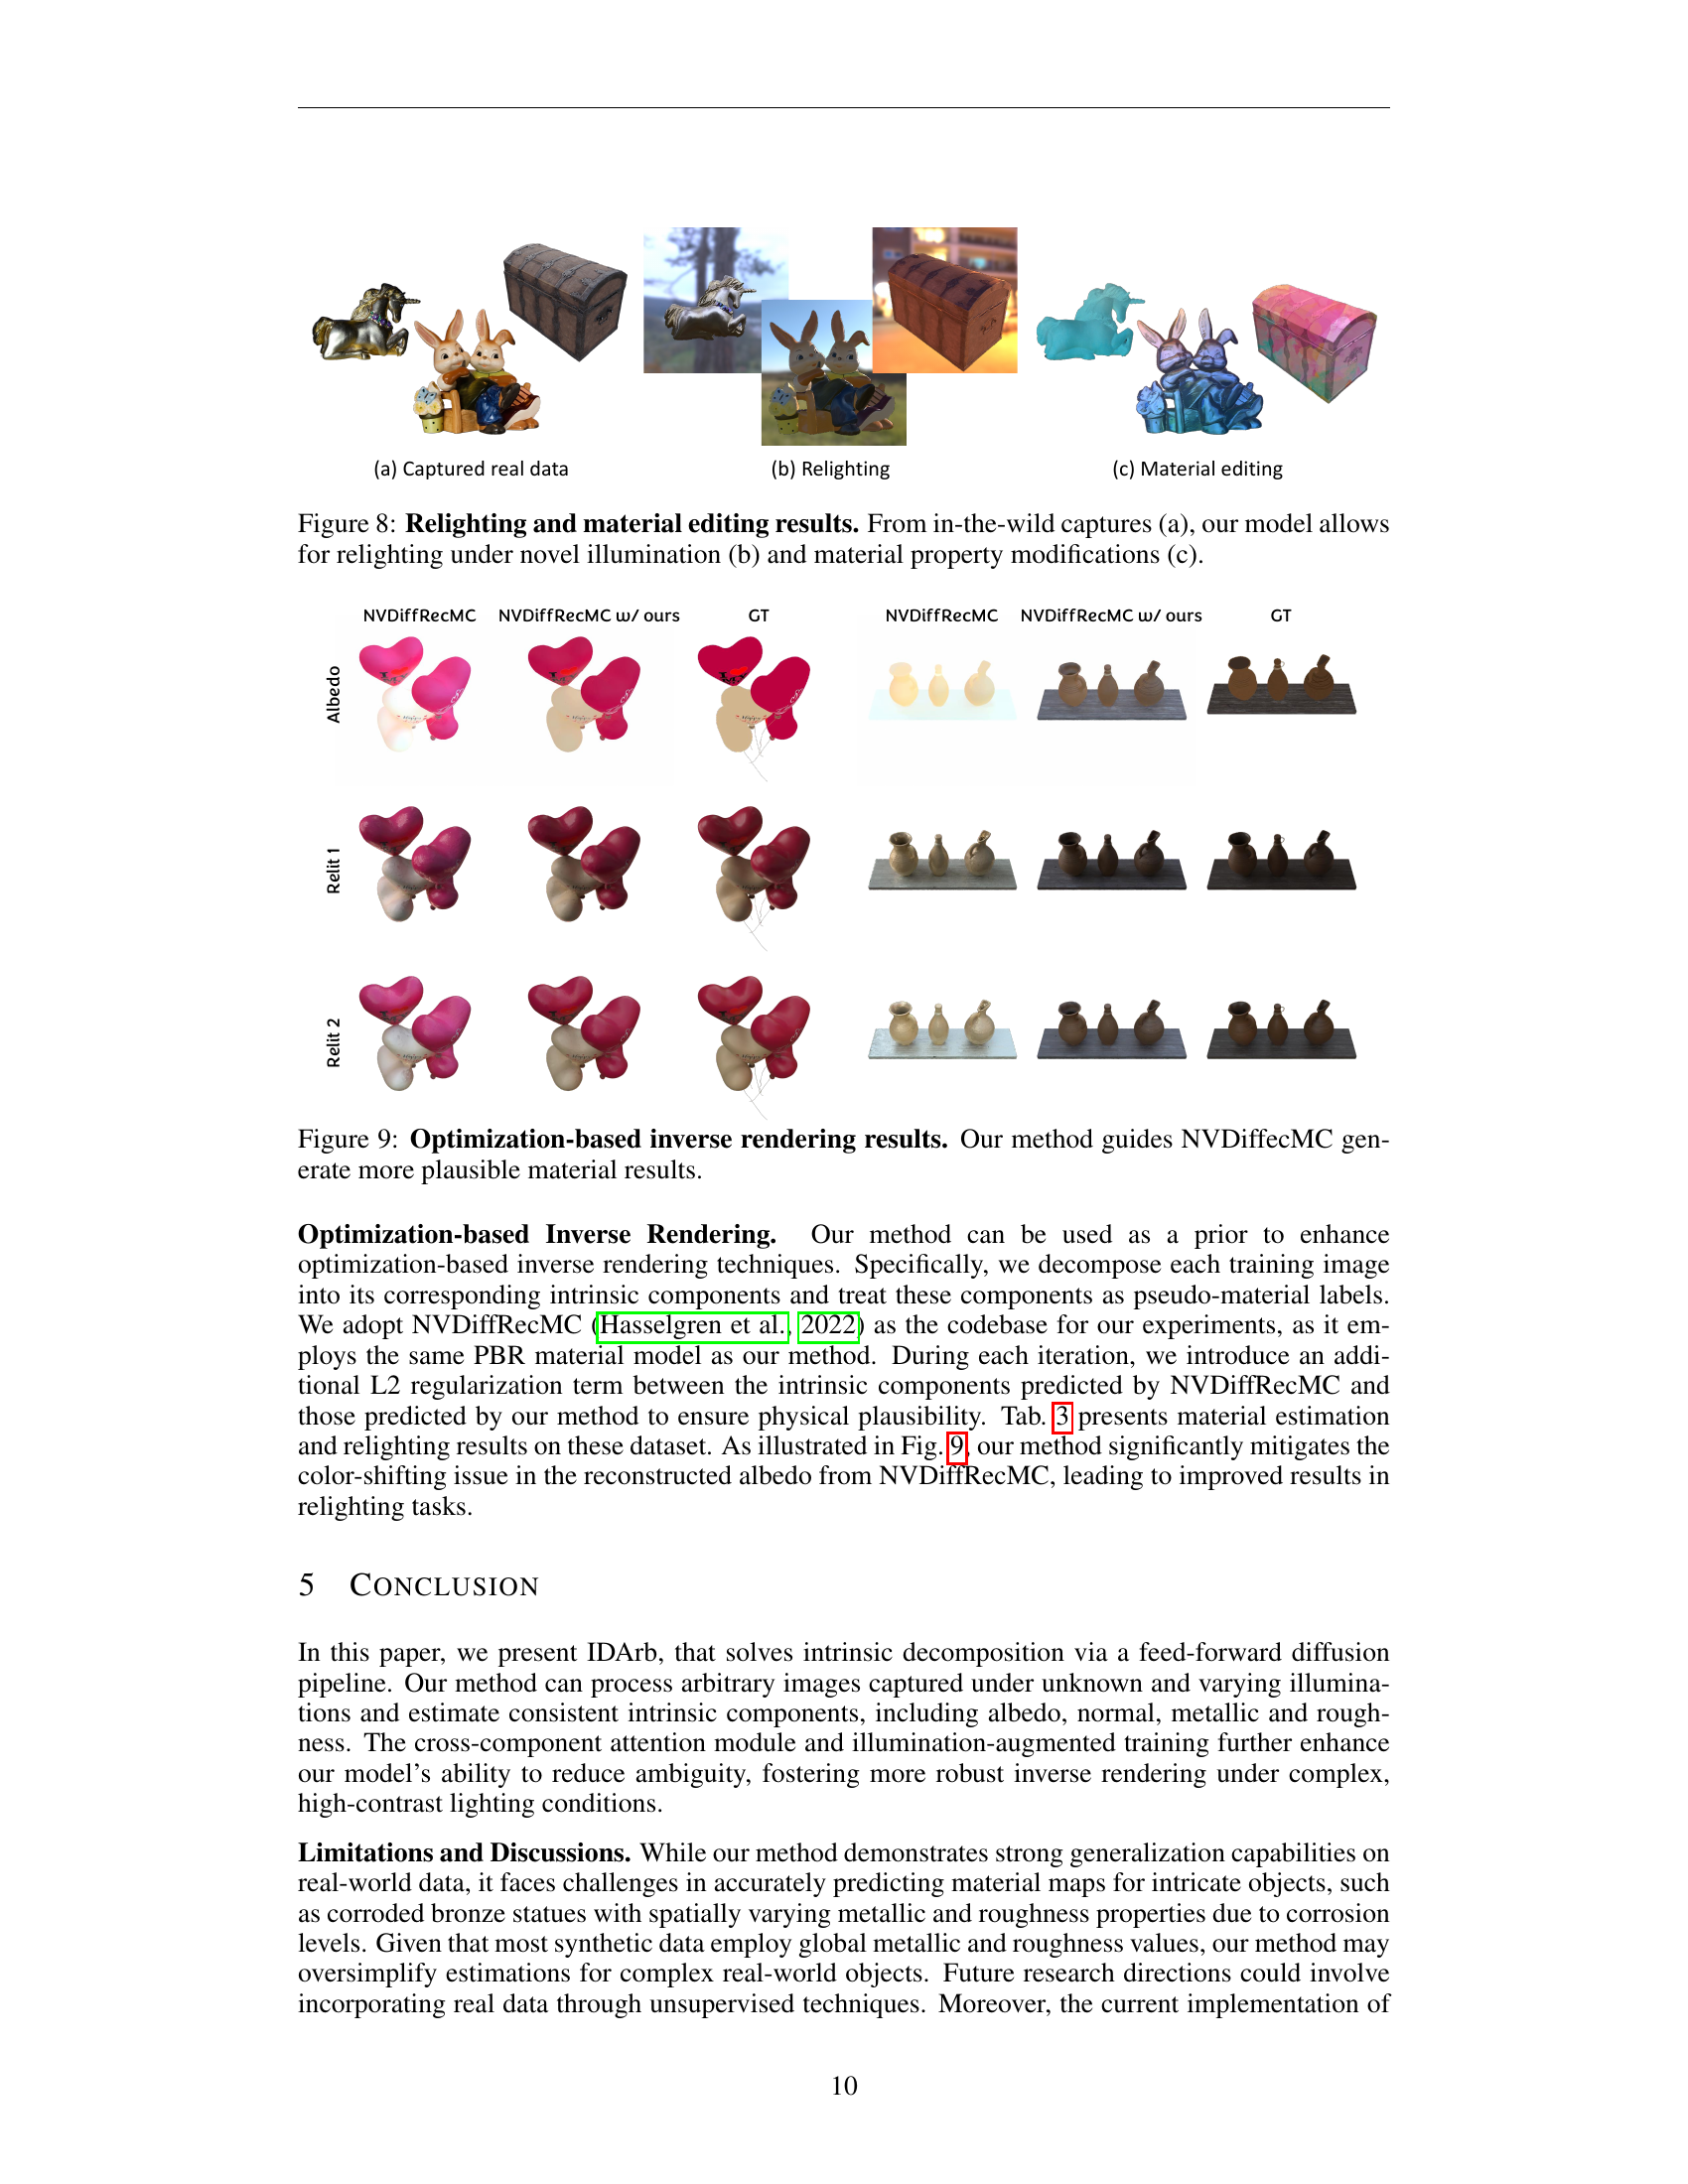 (a) Captured real data
(b) Relighting
(c) Material editing
Figure 8: Relighting and material editing results. From in-the-wild captures (a), our model allows
for relighting under novel illumination (b) and material property modifications (c).
NVDiffRecMC NVDiffRecMC w/ ours GT NVDiffRecMC NVDiffRecMC w/ ours GT
Albedo
Relit 1
Relit 2
Figure 9: Optimization-based inverse rendering results. Our method guides NVDiffecMC gen-
erate more plausible material results.
Optimization-based Inverse Rendering. Our method can be used as a prior to enhance
optimization-based inverse rendering techniques. Specifically, we decompose each training image
into its corresponding intrinsic components and treat these components as pseudo-material labels.
We adopt NVDiffRecMC (Hasselgren et al., 2022) as the codebase for our experiments, as it em-
ploys the same PBR material model as our method. During each iteration, we introduce an addi-
tional L2 regularization term between the intrinsic components predicted by NVDiffRecMC and
those predicted by our method to ensure physical plausibility. Tab. 3 presents material estimation
and relighting results on these dataset. As illustrated in Fig. 9, our method significantly mitigates the
color-shifting issue in the reconstructed albedo from NVDiffRecMC, leading to improved results in
relighting tasks.
5 CONCLUSION
In this paper, we present IDArb, that solves intrinsic decomposition via a feed-forward diffusion
pipeline. Our method can process arbitrary images captured under unknown and varying illumina-
tions and estimate consistent intrinsic components, including albedo, normal, metallic and rough-
ness. The cross-component attention module and illumination-augmented training further enhance
our model's ability to reduce ambiguity, fostering more robust inverse rendering under complex,
high-contrast lighting conditions.
Limitations and Discussions. While our method demonstrates strong generalization capabilities on
real-world data, it faces challenges in accurately predicting material maps for intricate objects, such
as corroded bronze statues with spatially varying metallic and roughness properties due to corrosion
levels. Given that most synthetic data employ global metallic and roughness values, our method may
oversimplify estimations for complex real-world objects. Future research directions could involve
incorporating real data through unsupervised techniques. Moreover, the current implementation of
10